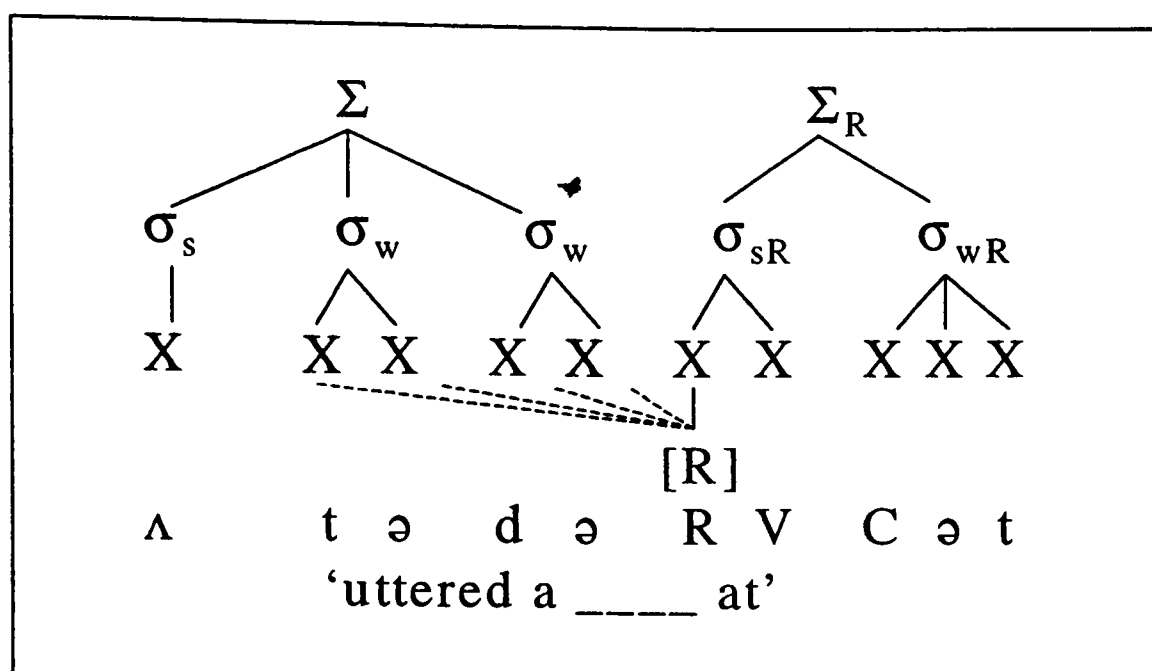 Σ Σ_R
σ_s σ_w σ_w σ_sR σ_wR
X X X X X X X X X X
[R]
ʌ t ə d ə R V C ə t
‘uttered a ____ at’